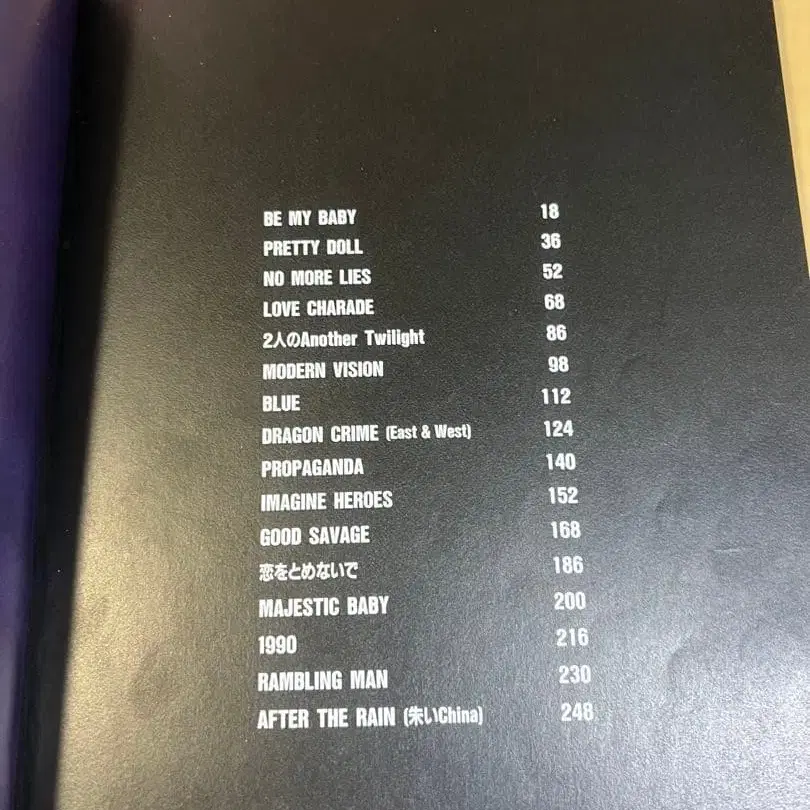 BE MY BABY 18
PRETTY DOLL 36
NO MORE LIES 52
LOVE CHARADE 68
2人のAnother Twilight 86
MODERN VISION 98
BLUE 112
DRAGON CRIME (East & West) 124
PROPAGANDA 140
IMAGINE HEROES 152
GOOD SAVAGE 168
恋をとめないで 186
MAJESTIC BABY 200
1990 216
RAMBLING MAN 230
AFTER THE RAIN (朱いChina) 248